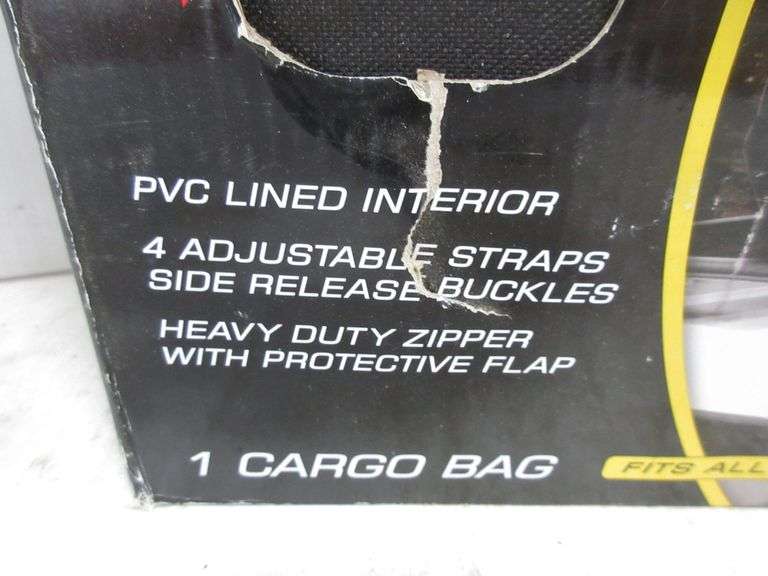 PVC LINED INTERIOR
4 ADJUSTABLE STRAPS
SIDE RELEASE BUCKLES
HEAVY DUTY ZIPPER
WITH PROTECTIVE FLAP
1 CARGO BAG
FITS ALL